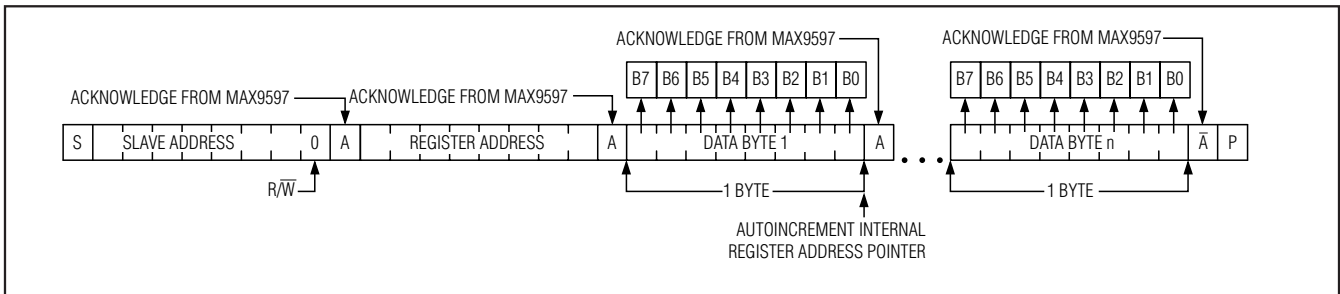 ACKNOWLEDGE FROM MAX9597
ACKNOWLEDGE FROM MAX9597
B7 B6 B5 B4 B3 B2 B1 B0
B7 B6 B5 B4 B3 B2 B1 B0
ACKNOWLEDGE FROM MAX9597
ACKNOWLEDGE FROM MAX9597
S SLAVE ADDRESS 0 A REGISTER ADDRESS A DATA BYTE 1 A ••• DATA BYTE n A̅ P
R/W̅
1 BYTE
1 BYTE
AUTOINCREMENT INTERNAL
REGISTER ADDRESS POINTER